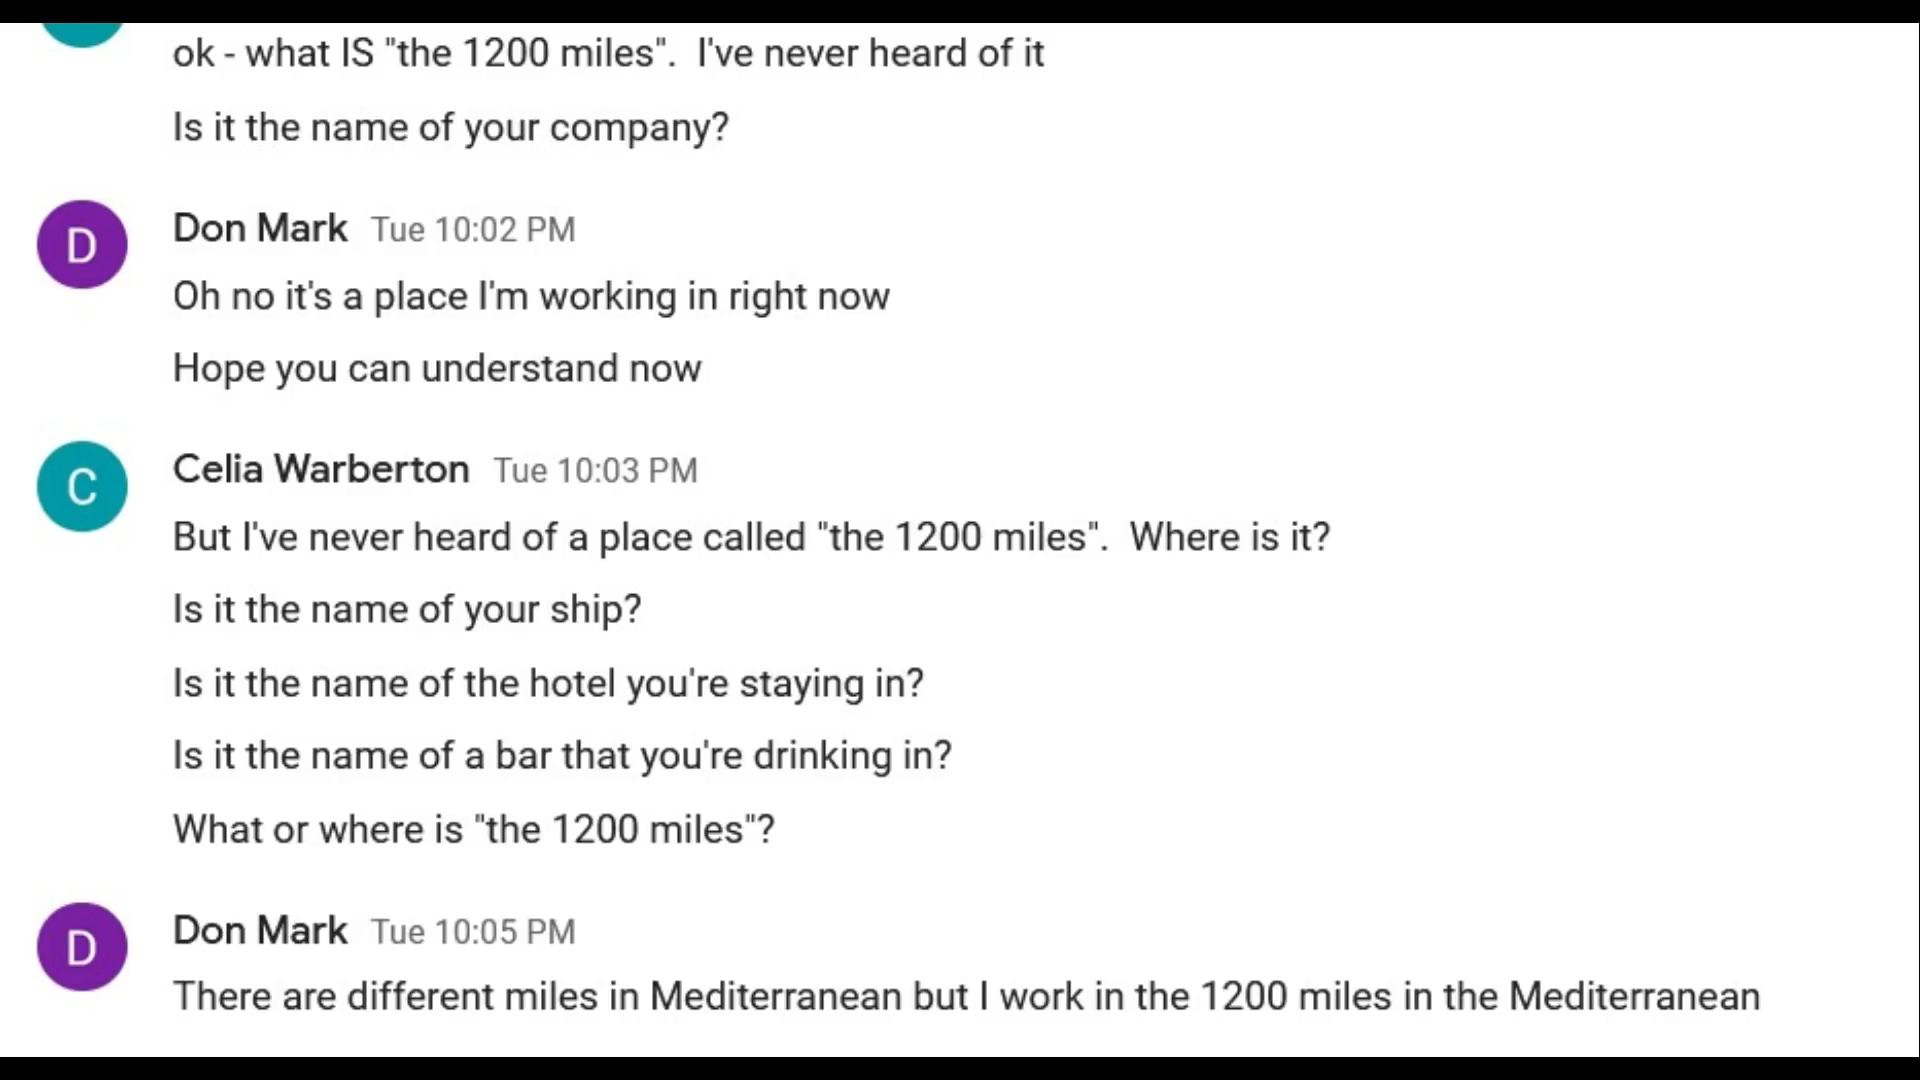 ok - what IS "the 1200 miles".  I've never heard of it
Is it the name of your company?
D
Don Mark Tue 10:02 PM
Oh no it's a place I'm working in right now
Hope you can understand now
C
Celia Warberton Tue 10:03 PM
But I've never heard of a place called "the 1200 miles".  Where is it?
Is it the name of your ship?
Is it the name of the hotel you're staying in?
Is it the name of a bar that you're drinking in?
What or where is "the 1200 miles"?
D
Don Mark Tue 10:05 PM
There are different miles in Mediterranean but I work in the 1200 miles in the Mediterranean